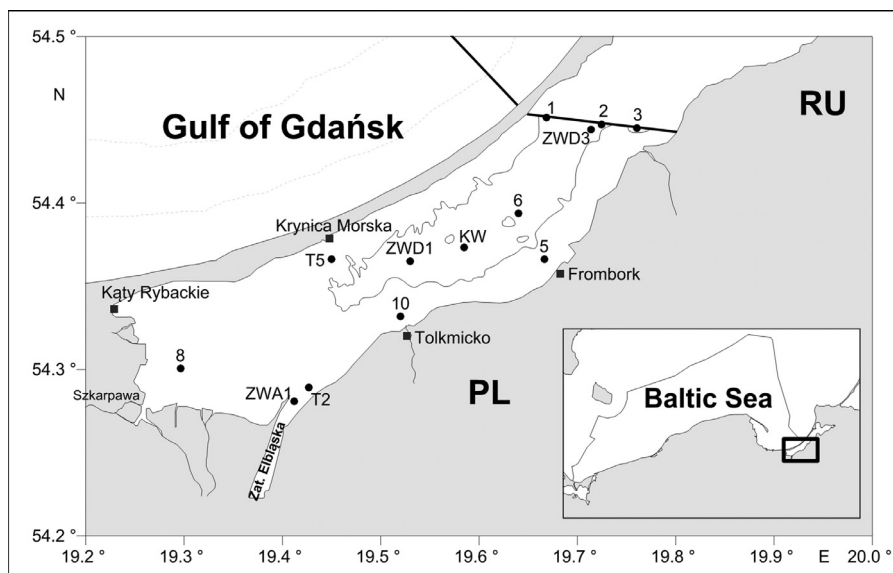 54.5 °
N
Gulf of Gdańsk
RU
1
2
3
ZWD3
54.4 °
6
Krynica Morska
T5
ZWD1
KW
5
Frombork
Kąty Rybackie
10
Tolkmicko
54.3 °
8
Szkarpawa
ZWA1
T2
PL
Baltic Sea
Zat. Elbląska
54.2 °
19.2 °
19.3 °
19.4 °
19.5 °
19.6 °
19.7 °
19.8 °
19.9 °
E
20.0 °